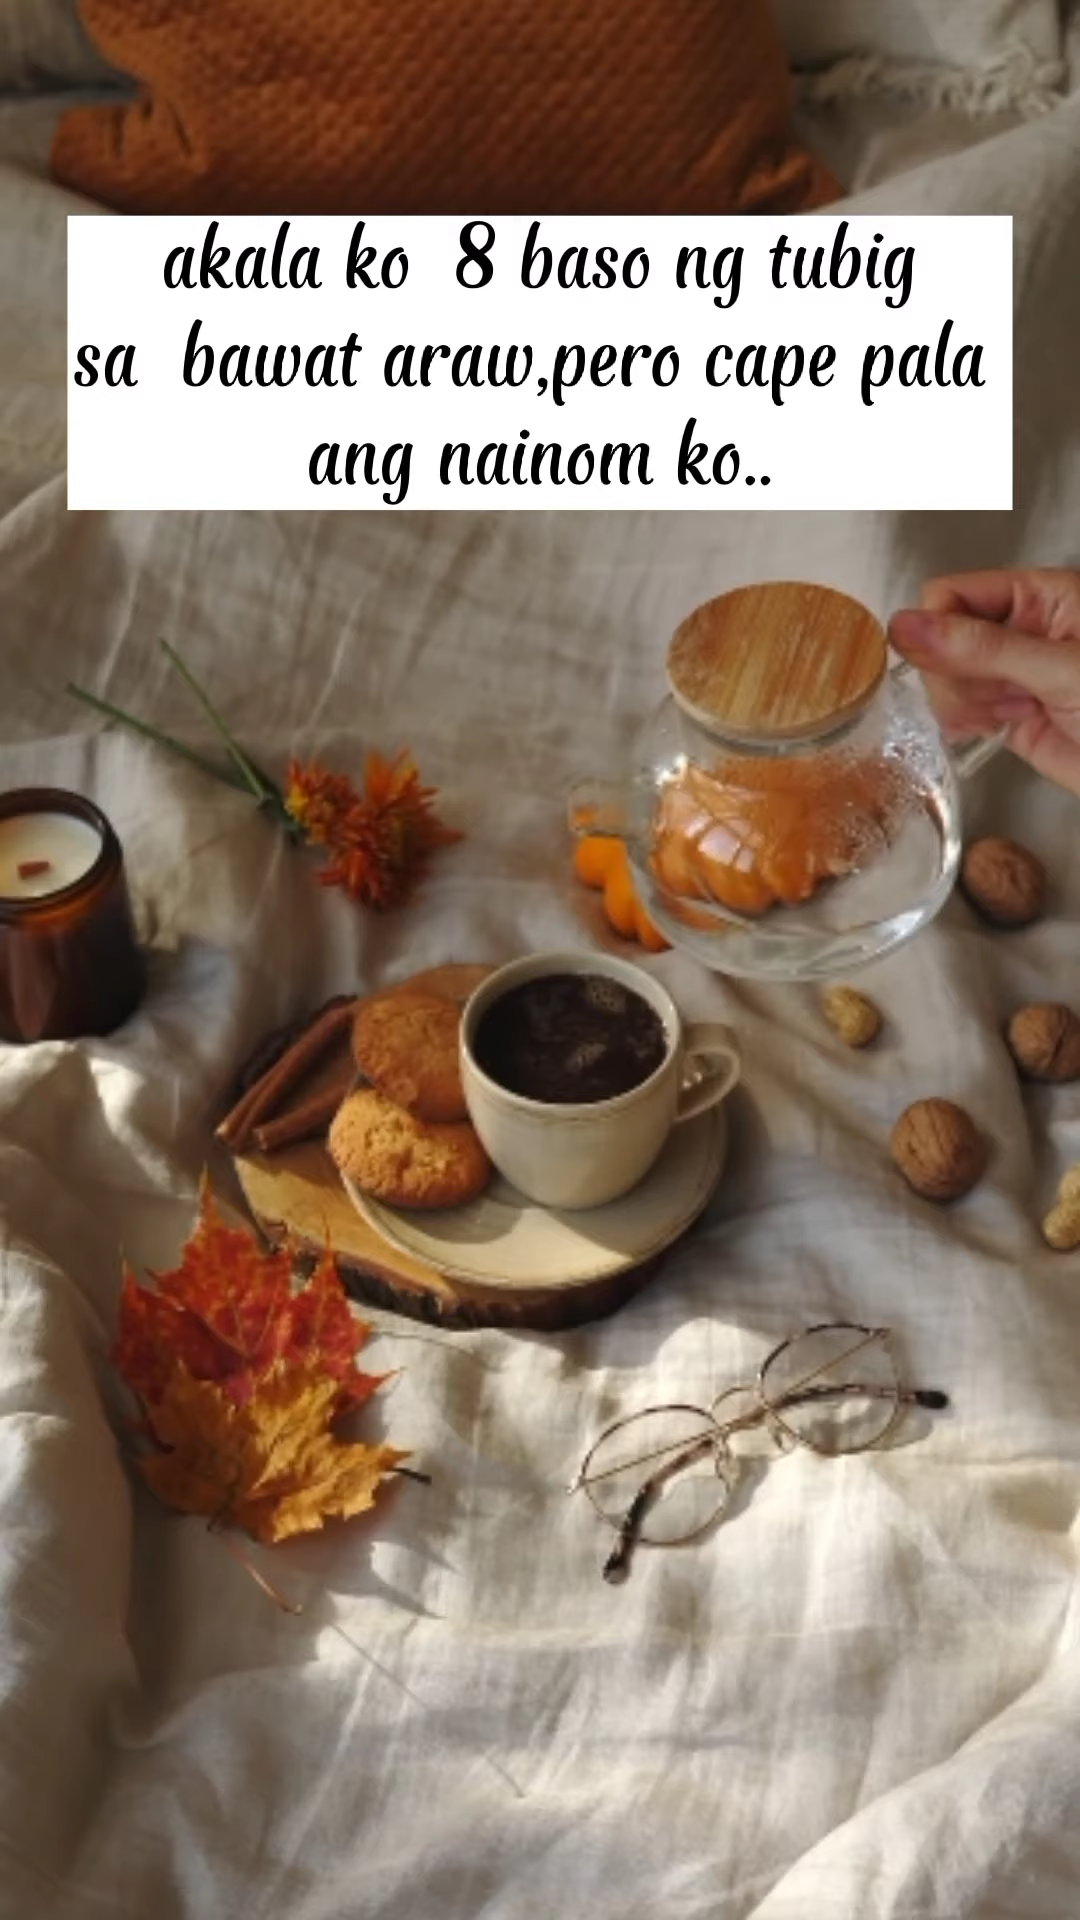 akala ko 8 baso ng tubig
sa bawat araw,pero cape pala
ang nainom ko..